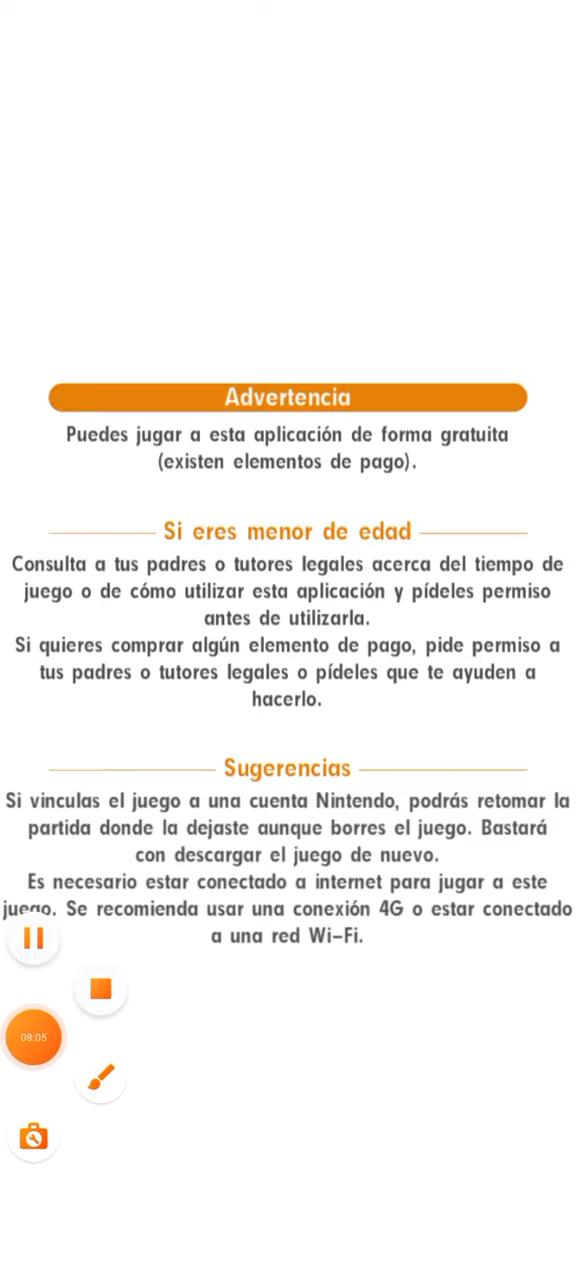 Advertencia
Puedes jugar a esta aplicación de forma gratuita
(existen elementos de pago).
Si eres menor de edad
Consulta a tus padres o tutores legales acerca del tiempo de
juego o de cómo utilizar esta aplicación y pídeles permiso
antes de utilizarla.
Si quieres comprar algún elemento de pago, pide permiso a
tus padres o tutores legales o pídeles que te ayuden a
hacerlo.
Sugerencias
Si vinculas el juego a una cuenta Nintendo, podrás retomar la
partida donde la dejaste aunque borres el juego. Bastará
con descargar el juego de nuevo.
Es necesario estar conectado a internet para jugar a este
juego. Se recomienda usar una conexión 4G o estar conectado
a una red Wi-Fi.
08:05